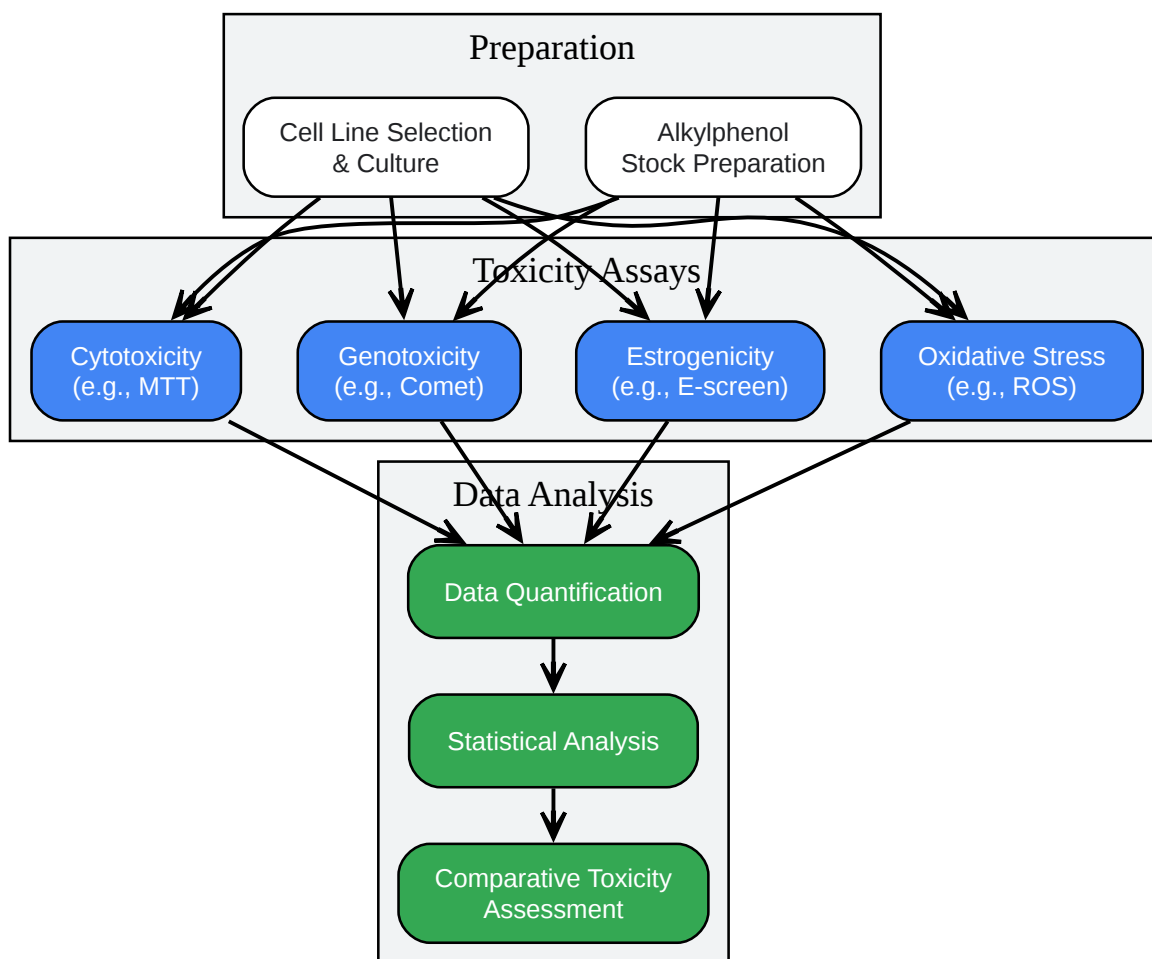 Preparation
Cell Line Selection
& Culture
Alkylphenol
Stock Preparation
Toxicity Assays
Cytotoxicity
(e.g., MTT)
Genotoxicity
(e.g., Comet)
Estrogenicity
(e.g., E-screen)
Oxidative Stress
(e.g., ROS)
Data Analysis
Data Quantification
Statistical Analysis
Comparative Toxicity
Assessment